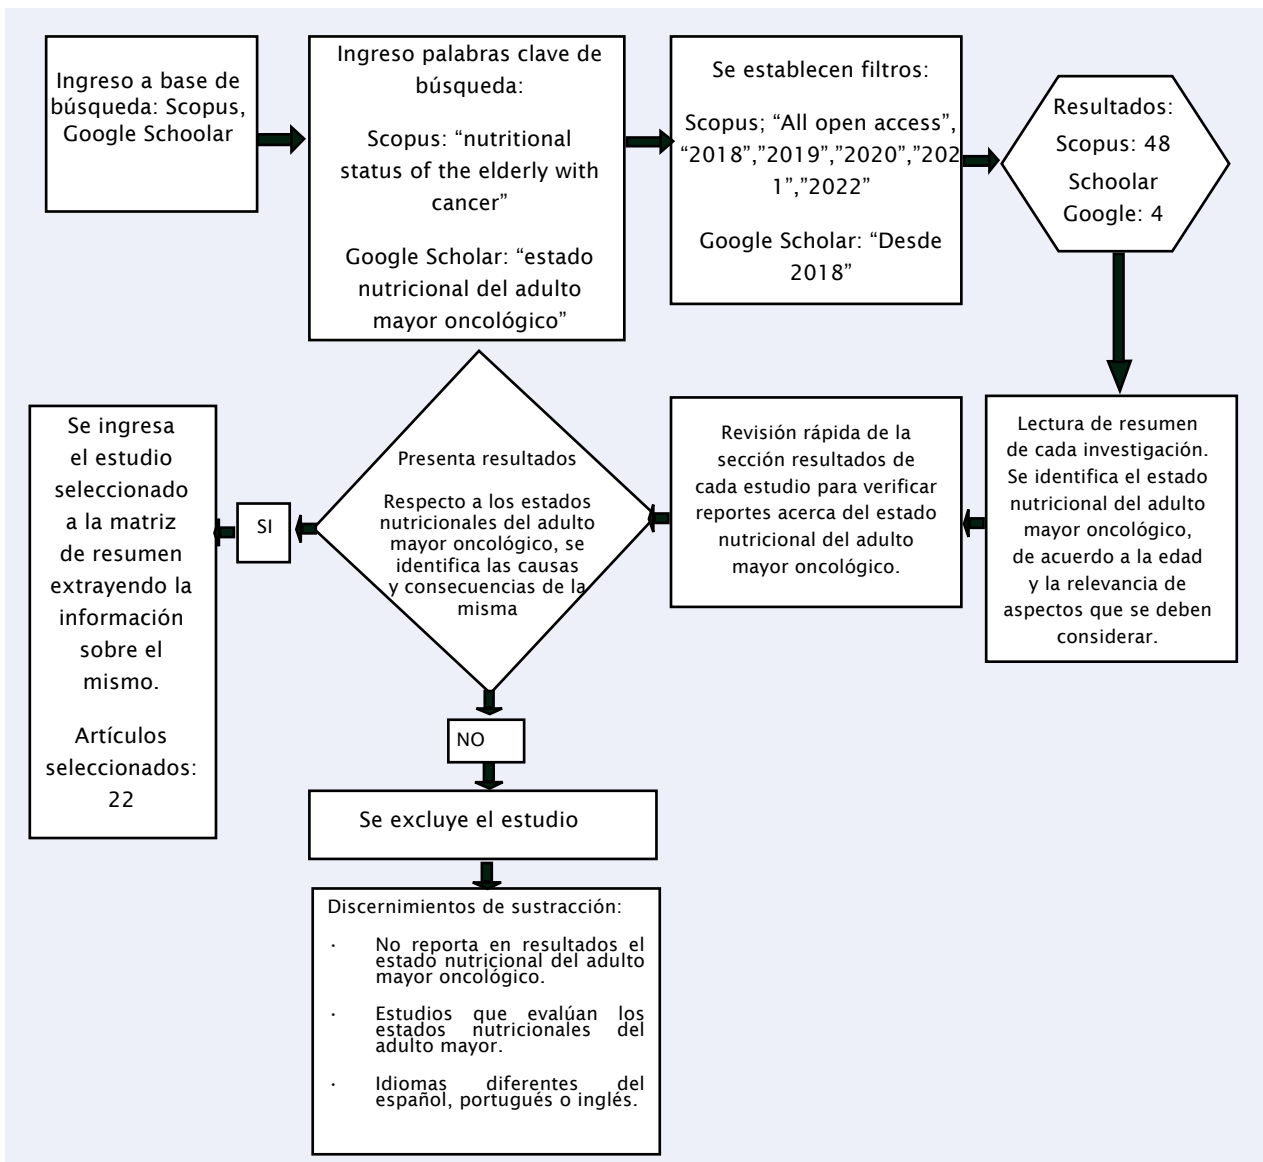 Ingreso a base de
búsqueda: Scopus,
Google Schoolar
Ingreso palabras clave de
búsqueda:
Scopus: “nutritional
status of the elderly with
cancer”
Google Scholar: “estado
nutricional del adulto
mayor oncológico”
Se establecen filtros:
Scopus; “All open access”,
“2018”,”2019”,”2020”,”202
1”,”2022”
Google Scholar: “Desde
2018”
Resultados:
Scopus: 48
Schoolar
Google: 4
Lectura de resumen
de cada investigación.
Se identifica el estado
nutricional del adulto
mayor oncológico,
de acuerdo a la edad
y la relevancia de
aspectos que se deben
considerar.
Revisión rápida de la
sección resultados de
cada estudio para verificar
reportes acerca del estado
nutricional del adulto
mayor oncológico.
Presenta resultados
Respecto a los estados
nutricionales del adulto
mayor oncológico, se
identifica las causas
y consecuencias de la
misma
SI
Se ingresa
el estudio
seleccionado
a la matriz
de resumen
extrayendo la
información
sobre el
mismo.
Artículos
seleccionados:
22
NO
Se excluye el estudio
Discernimientos de sustracción:
· No reporta en resultados el
estado nutricional del adulto
mayor oncológico.
· Estudios que evalúan los
estados nutricionales del
adulto mayor.
· Idiomas diferentes del
español, portugués o inglés.